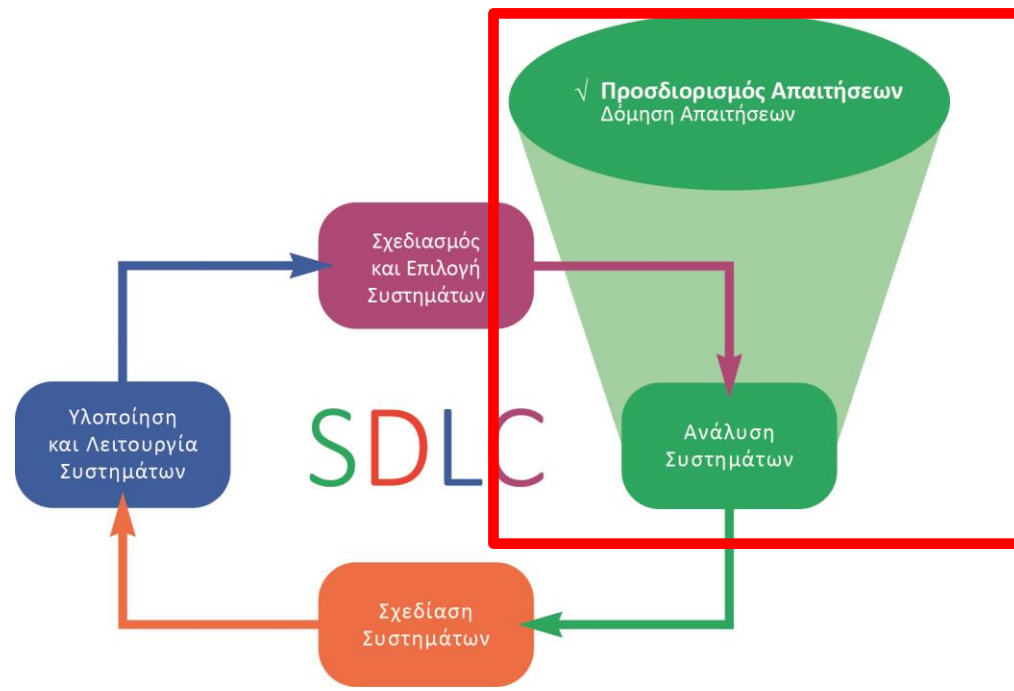 √ Προσδιορισμός Απαιτήσεων
Δόμηση Απαιτήσεων
Σχεδιασμός
και Επιλογή
Συστημάτων
Υλοποίηση
και Λειτουργία
Συστημάτων
SDLC
Ανάλυση
Συστημάτων
Σχεδίαση
Συστημάτων